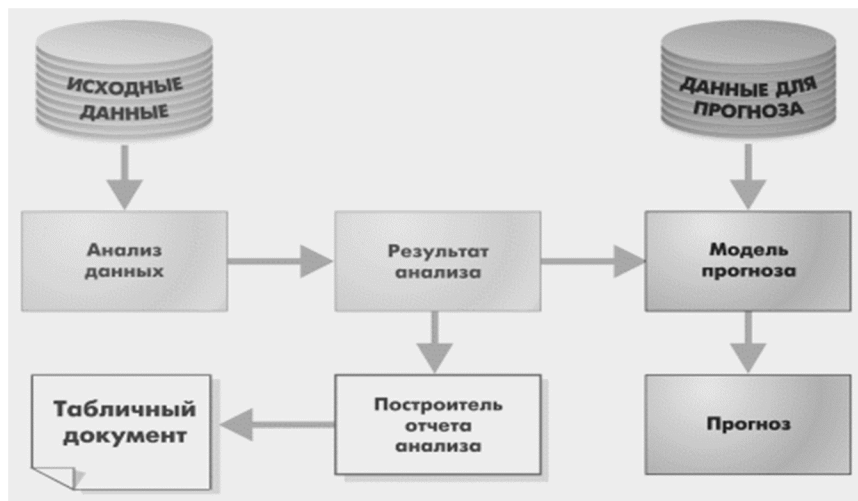 ИСХОДНЫЕ
ДАННЫЕ
ДАННЫЕ ДЛЯ
ПРОГНОЗА
Анализ
данных
Результат
анализа
Модель
прогноза
Табличный
документ
Построитель
отчета
анализа
Прогноз